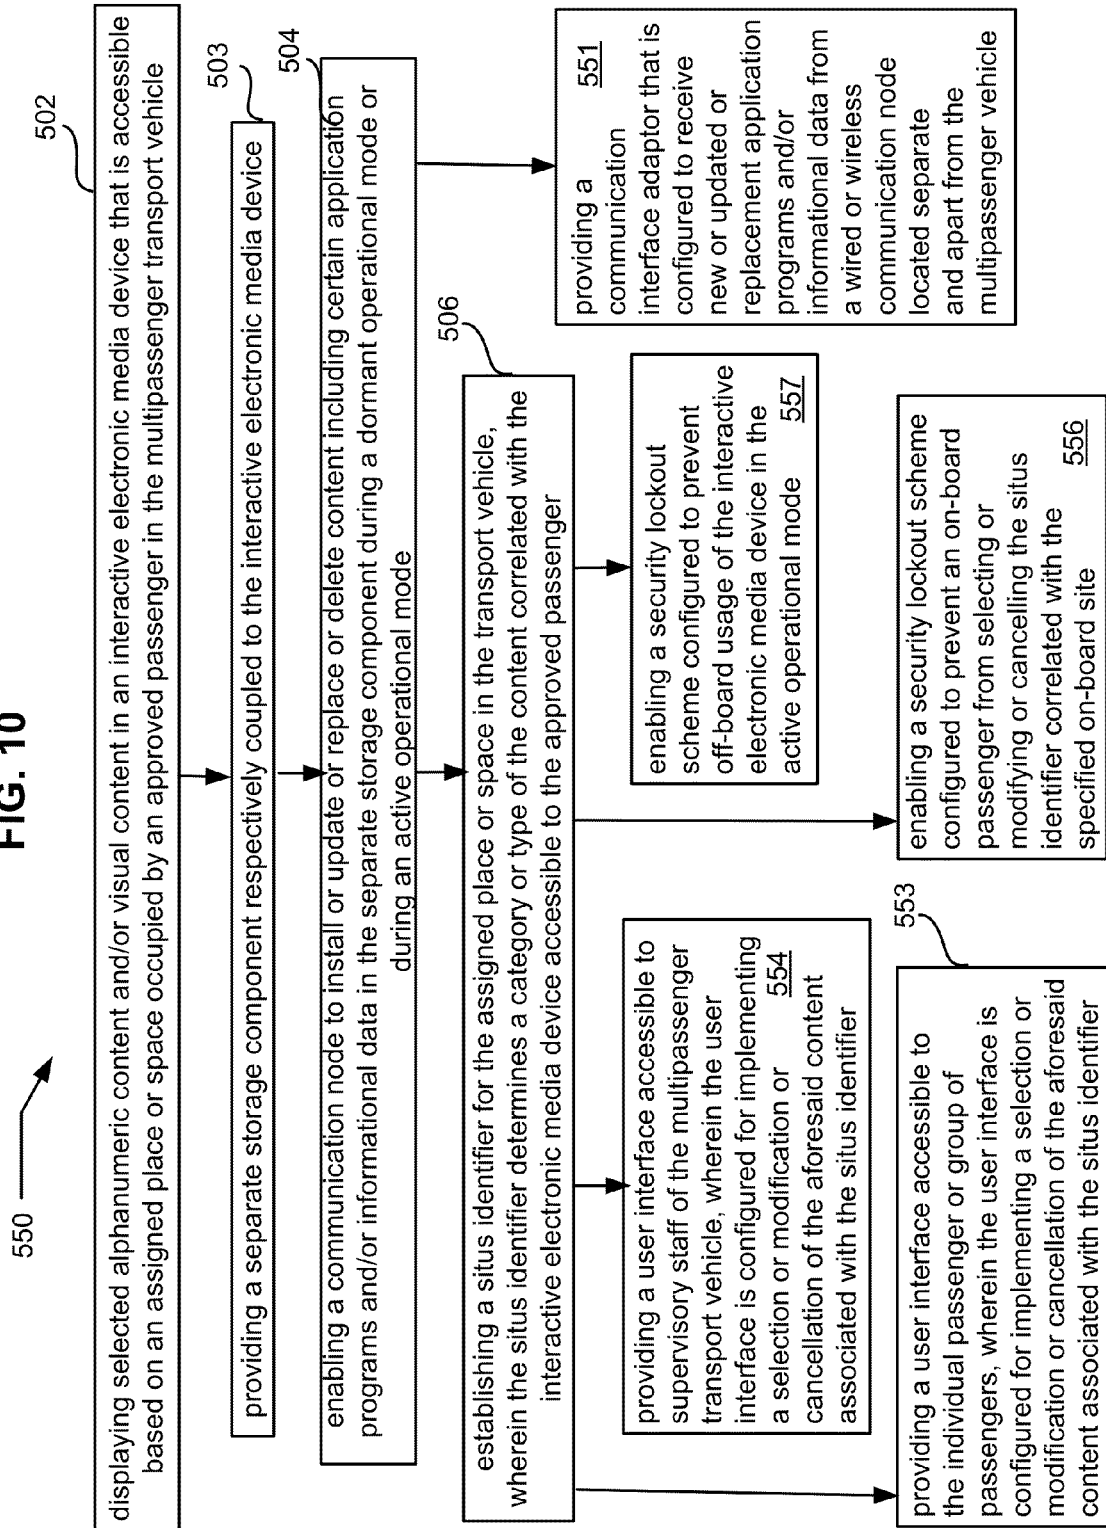 FIG. 10
550
502
displaying selected alphanumeric content and/or visual content in an interactive electronic media device that is accessible
based on an assigned place or space occupied by an approved passenger in the multipassenger transport vehicle
503
providing a separate storage component respectively coupled to the interactive electronic media device
504
enabling a communication node to install or update or replace or delete content including certain application
programs and/or informational data in the separate storage component during a dormant operational mode or
during an active operational mode
506
establishing a situs identifier for the assigned place or space in the transport vehicle,
wherein the situs identifier determines a category or type of the content correlated with the
interactive electronic media device accessible to the approved passenger
providing a
communication
551
interface adaptor that is
configured to receive
new or updated or
replacement application
programs and/or
informational data from
a wired or wireless
communication node
located separate
and apart from the
multipassenger vehicle
providing a user interface accessible to
supervisory staff of the multipassenger
transport vehicle, wherein the user
interface is configured for implementing
a selection or modification or
554
cancellation of the aforesaid content
associated with the situs identifier
enabling a security lockout
scheme configured to prevent
off-board usage of the interactive
electronic media device in the
active operational mode
557
553
providing a user interface accessible to
the individual passenger or group of
passengers, wherein the user interface is
configured for implementing a selection or
modification or cancellation of the aforesaid
content associated with the situs identifier
enabling a security lockout scheme
configured to prevent an on-board
passenger from selecting or
modifying or cancelling the situs
identifier correlated with the
specified on-board site
556